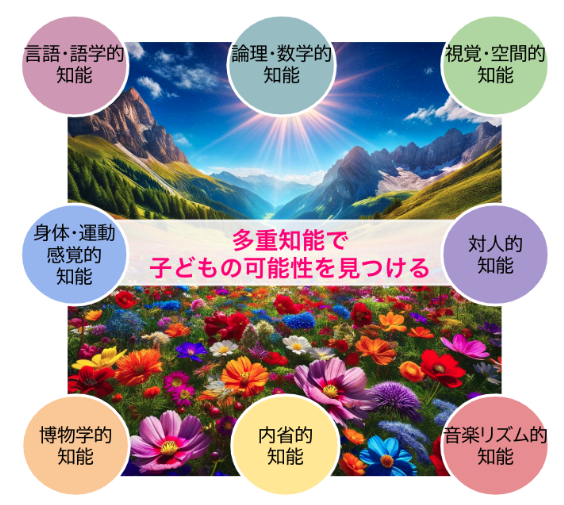 言語・語学的
知能
論理・数学的
知能
視覚・空間的
知能
身体・運動
感覚的
知能
多重知能で
子どもの可能性を見つける
対人的
知能
博物学的
知能
内省的
知能
音楽リズム的
知能